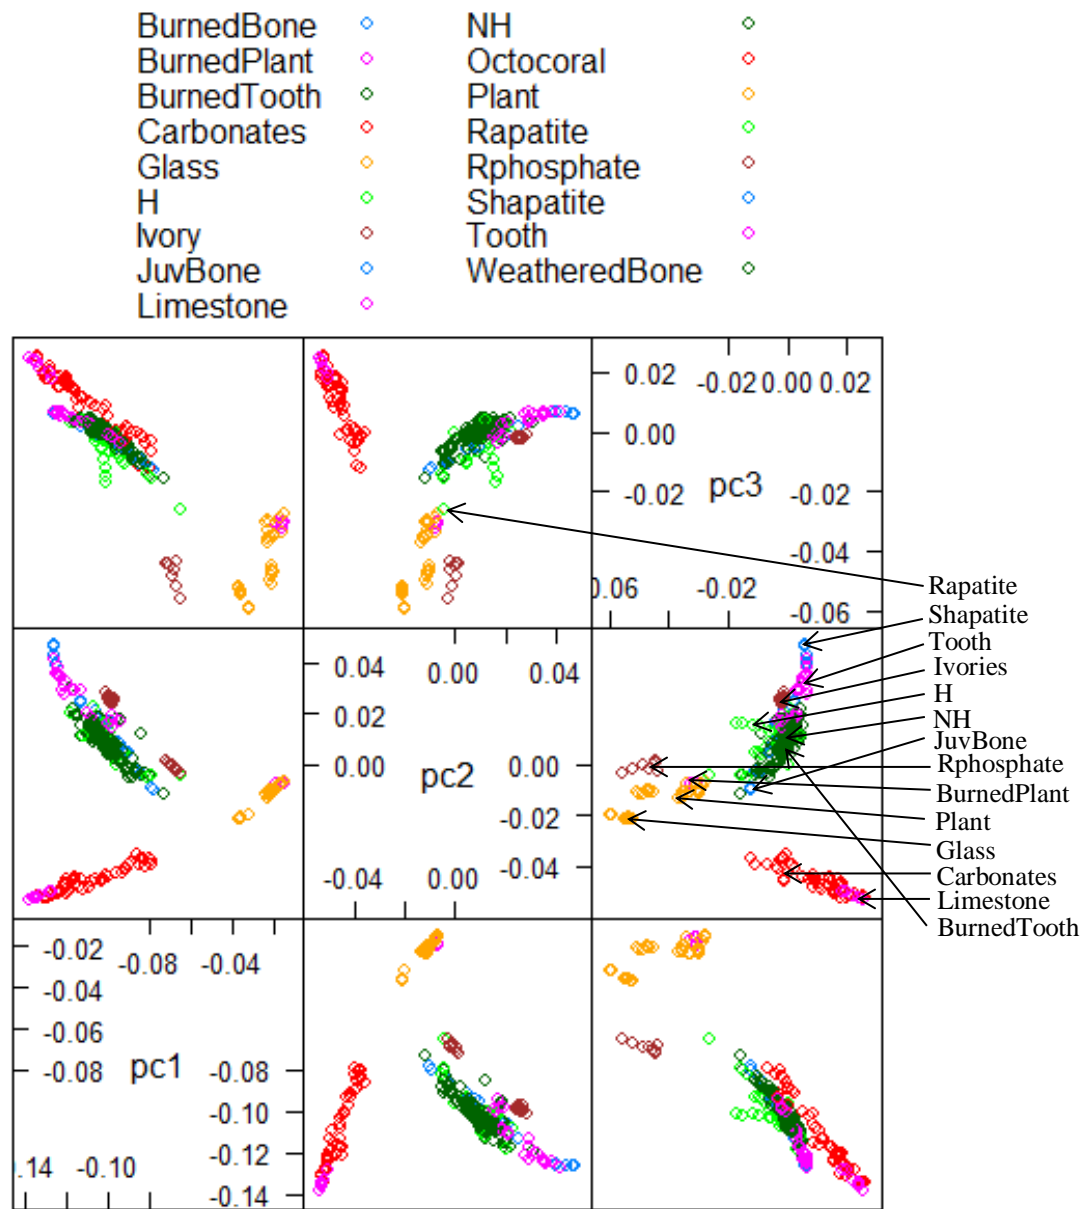 BurnedBone NH
BurnedPlant Octocoral
BurnedTooth Plant
Carbonates Rapatite
Glass Rphosphate
H Shapatite
Ivory Tooth
JuvBone WeatheredBone
Limestone
0.02 -0.02 0.00 0.02
0.00
-0.02 pc3 -0.02
-0.04
0.06 -0.02
-0.06
Rapatite
Shapatite
Tooth
Ivories
H
NH
JuvBone
Rphosphate
BurnedPlant
Plant
Glass
Carbonates
Limestone
BurnedTooth
0.04 0.00 0.04
0.02
0.00 pc2 0.00
-0.02
-0.04 0.00 -0.04
-0.02 -0.08 -0.04
-0.04
-0.06
-0.08 pc1 -0.08
-0.10
.14 -0.10 -0.12
-0.14